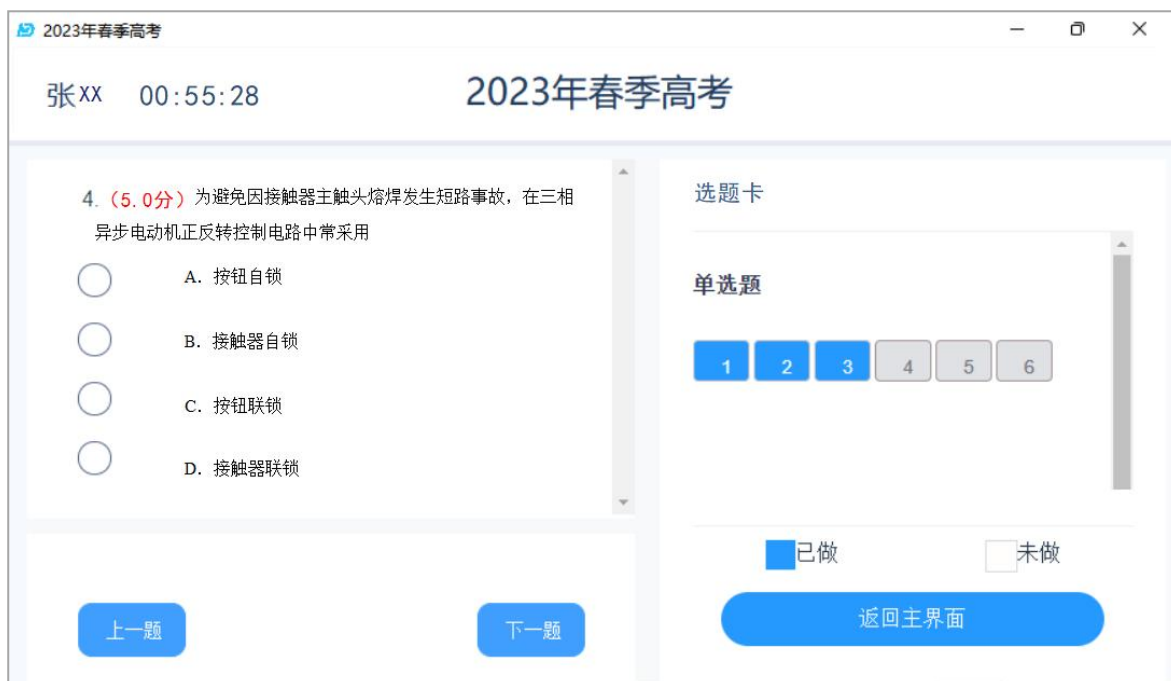 2023年春季高考
张XX 00:55:28 2023年春季高考
4.（5.0分）为避免因接触器主触头熔焊发生短路事故，在三相
异步电动机正反转控制电路中常采用
A. 按钮自锁
B. 接触器自锁
C. 按钮联锁
D. 接触器联锁
上一题 下一题
选题卡
单选题
1 2 3 4 5 6
已做 未做
返回主界面